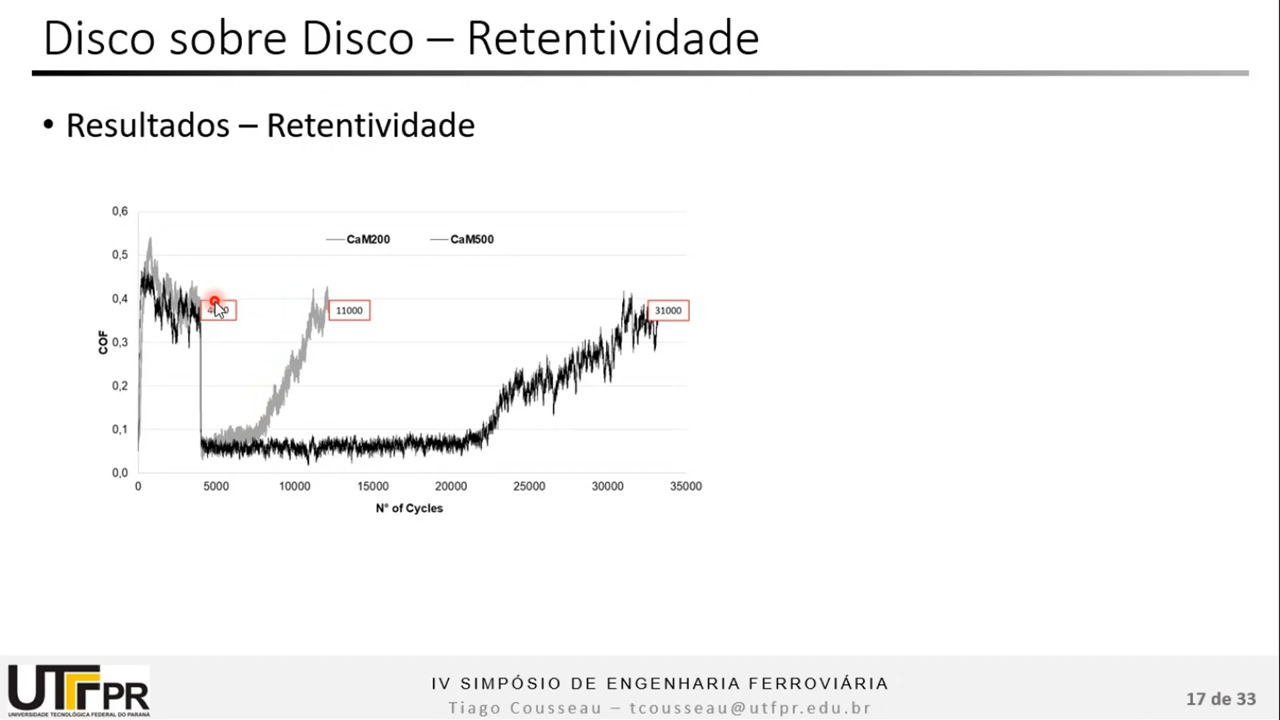 Disco sobre Disco – Retentividade
• Resultados – Retentividade
0,6
CaM200 CaM500
0,5
0,4
11000 31000
COF
0,3
0,2
0,1
0,0
0 5000 10000 15000 20000 25000 30000 35000
N° of Cycles
UTFPR
UNIVERSIDADE TECNOLÓGICA FEDERAL DO PARANÁ
IV SIMPÓSIO DE ENGENHARIA FERROVIÁRIA
Tiago Cousseau – tcousseau@utfpr.edu.br
17 de 33